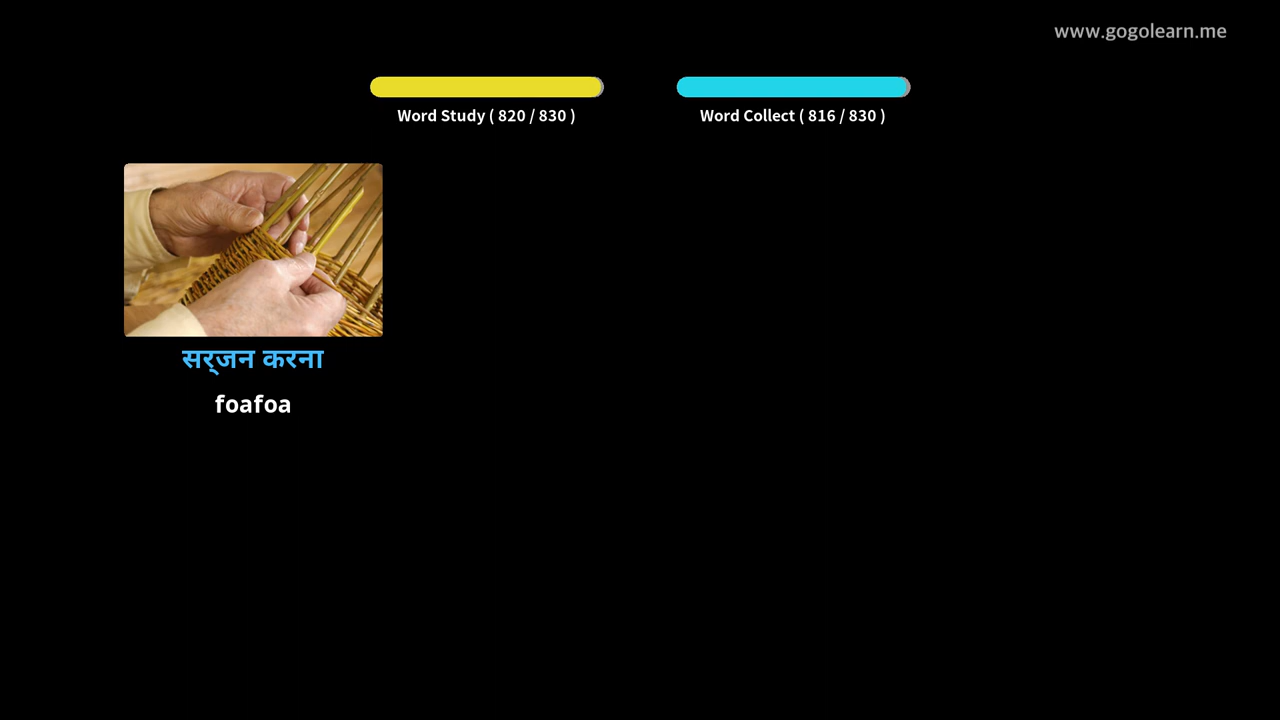 www.gogolearn.me
Word Study ( 820 / 830 )
Word Collect ( 816 / 830 )
सर्‌जन करना
foafoa